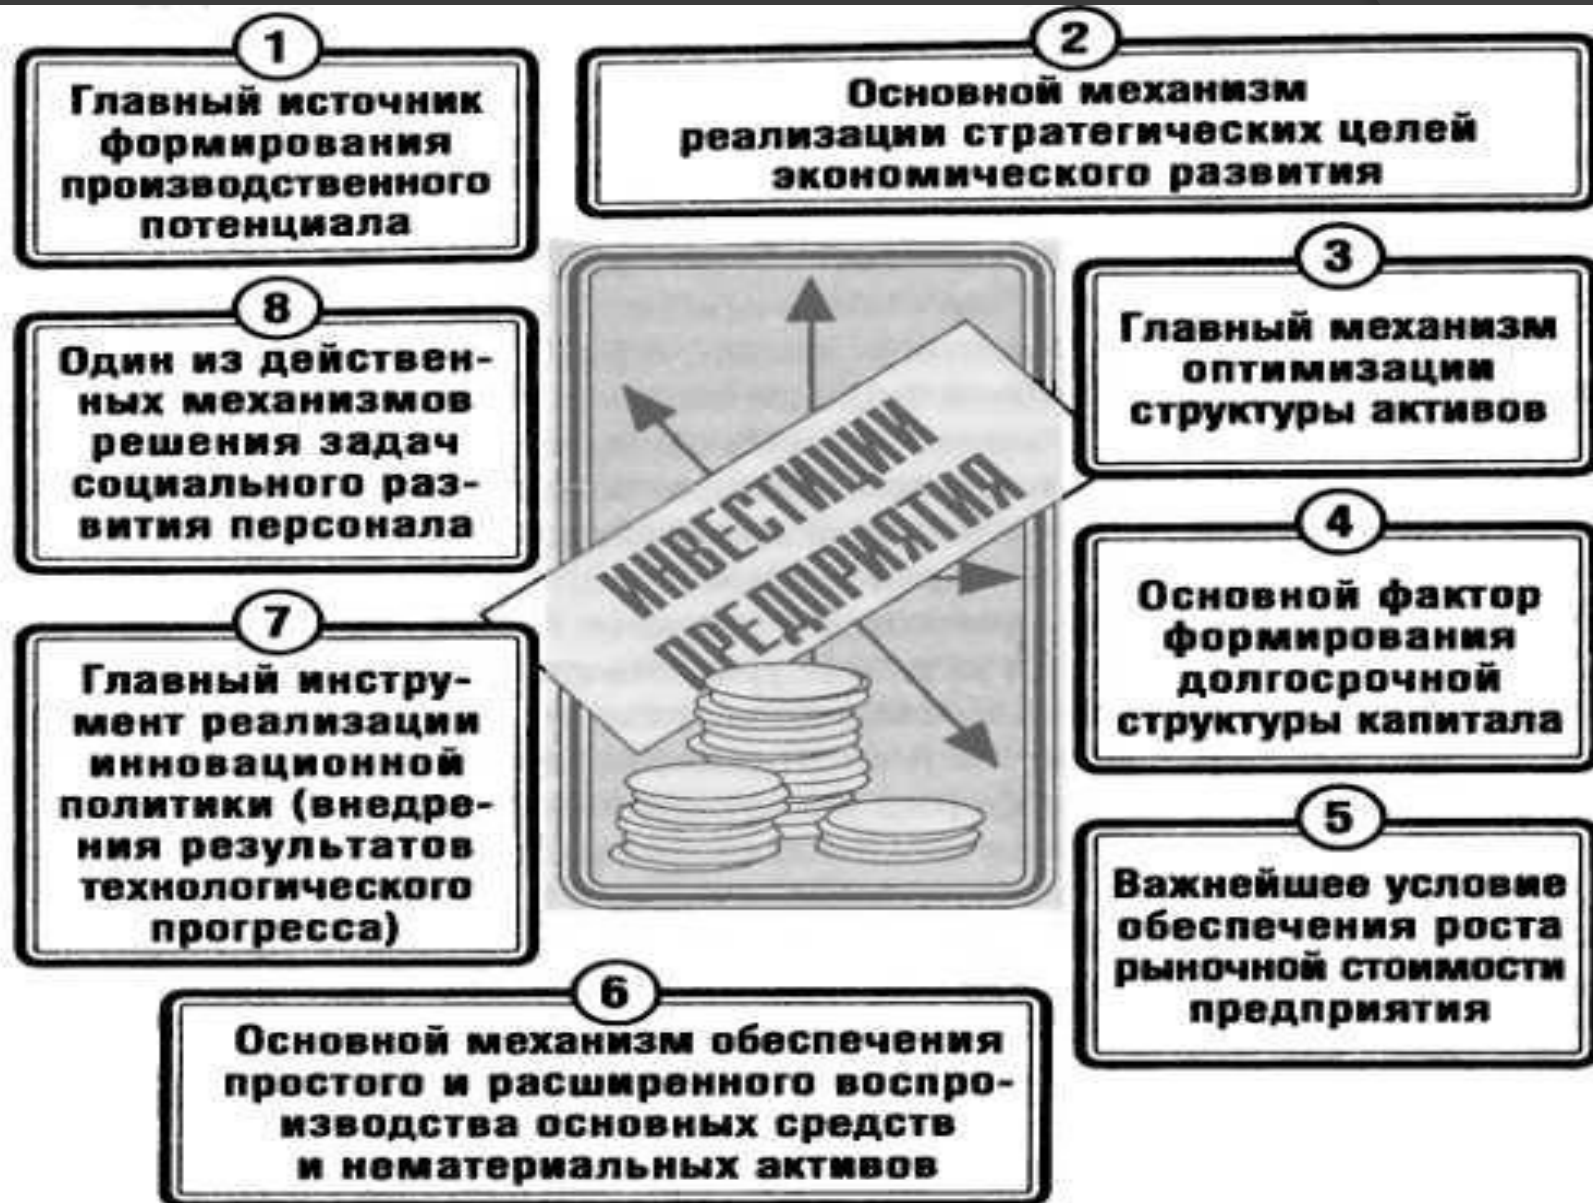 1
Главный источник
формирования
производственного
потенциала
2
Основной механизм
реализации стратегических целей
экономического развития
3
Главный механизм
оптимизации
структуры активов
4
Основной фактор
формирования
долгосрочной
структуры капитала
5
Важнейшее условие
обеспечения роста
рыночной стоимости
предприятия
6
Основной механизм обеспечения
простого и расширенного воспро-
изводства основных средств
и нематериальных активов
7
Главный инстру-
мент реализации
инновационной
политики (внедре-
ния результатов
технологического
прогресса)
8
Один из действен-
ных механизмов
решения задач
социального раз-
вития персонала
ИНВЕСТИЦИИ
ПРЕДПРИЯТИЯ